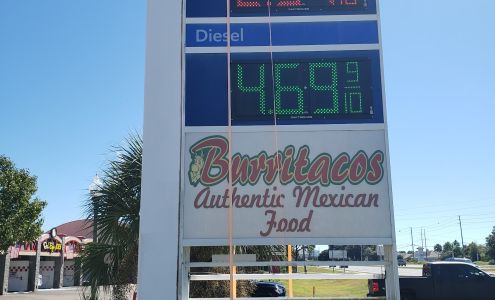 Diesel
4.69 9/10
Burritacos
Authentic Mexican
Food